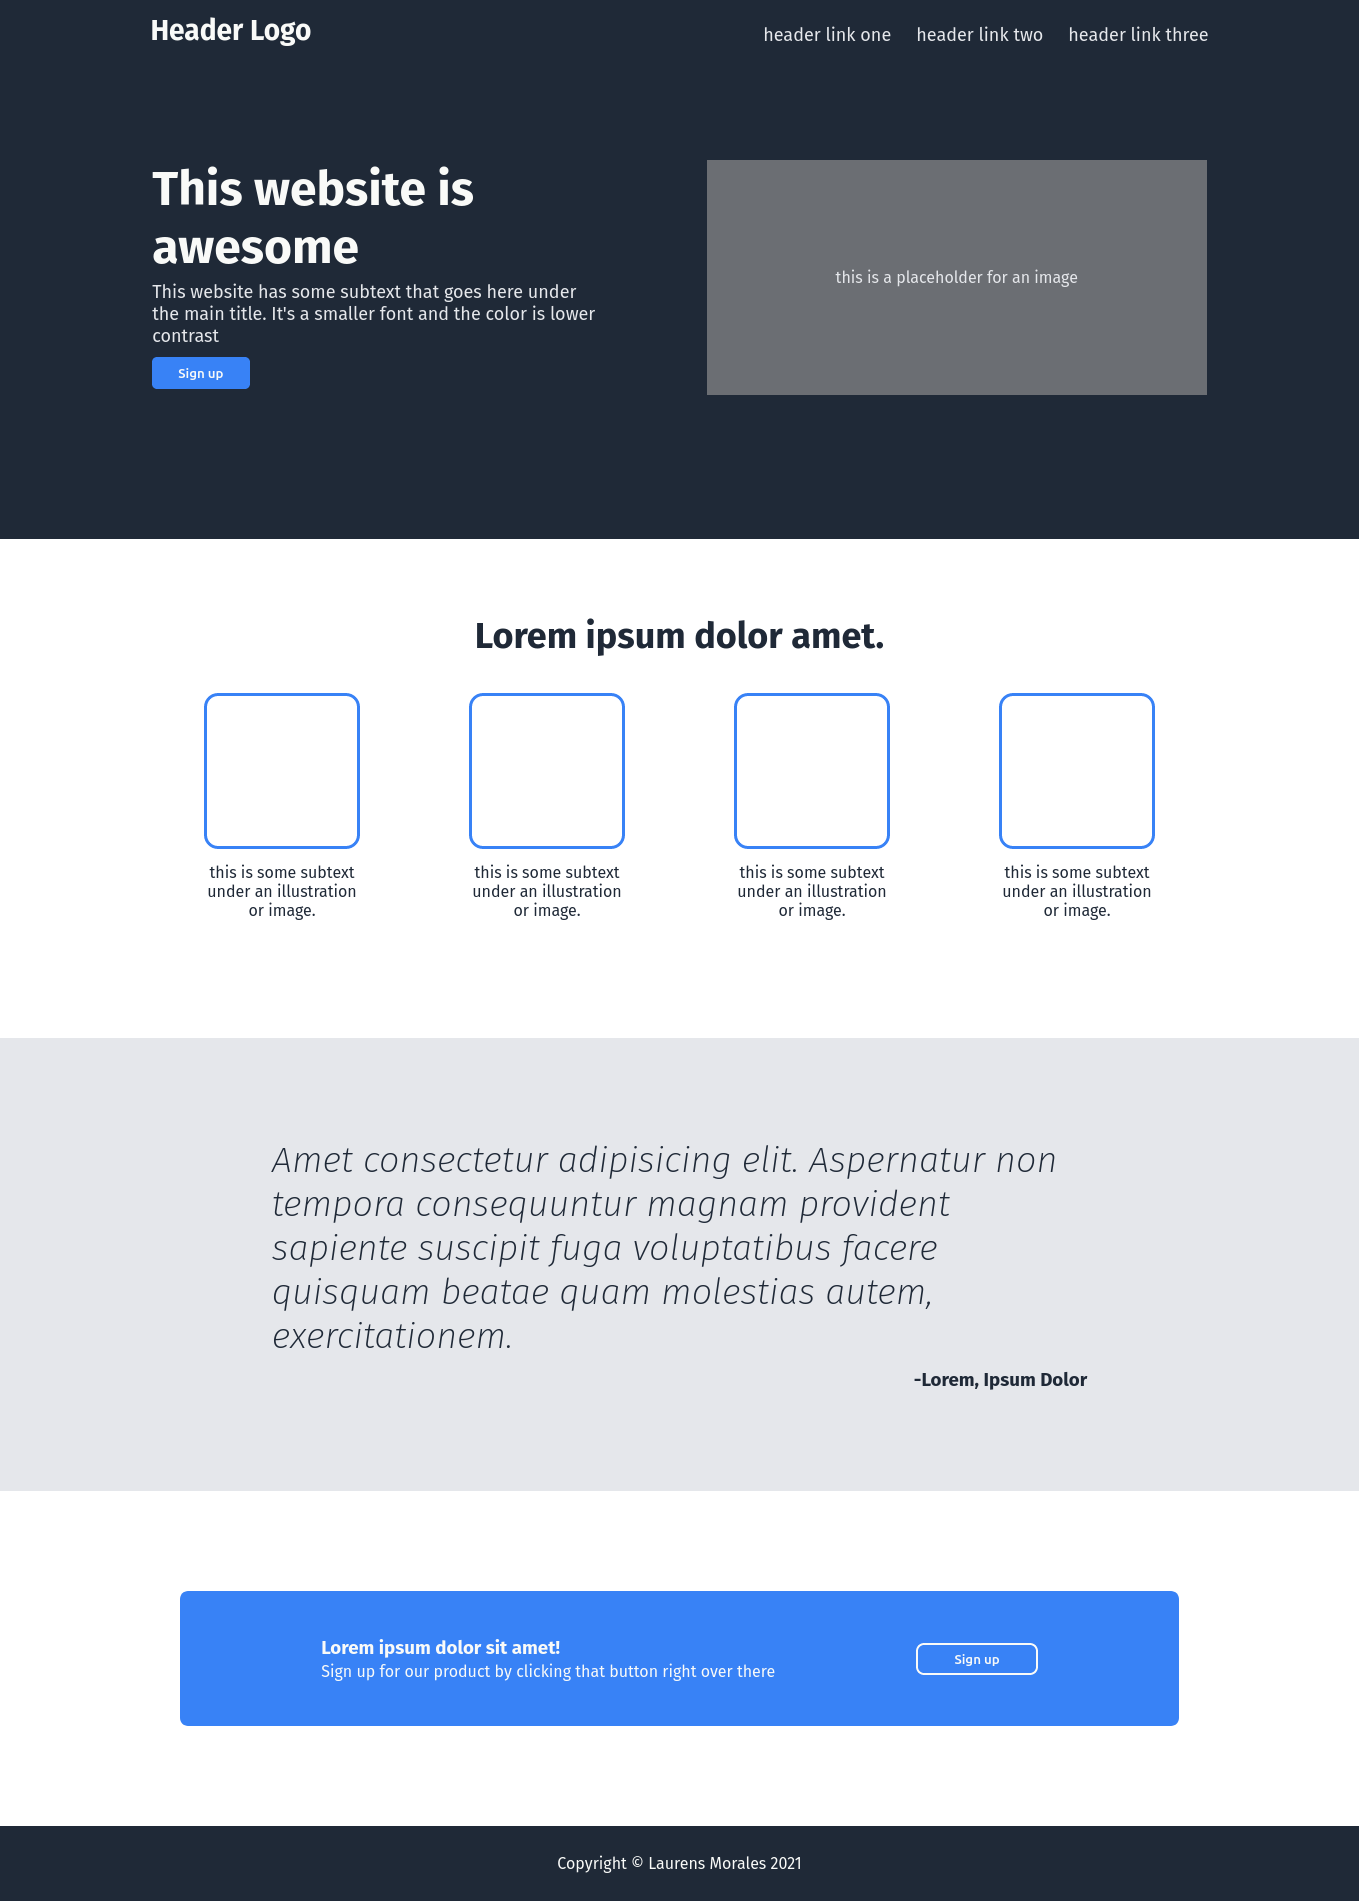 Header Logo
header link one
header link two
header link three
This website is
awesome
This website has some subtext that goes here under
the main title. It's a smaller font and the color is lower
contrast
Sign up
this is a placeholder for an image
Lorem ipsum dolor amet.
this is some subtext
under an illustration
or image.
this is some subtext
under an illustration
or image.
this is some subtext
under an illustration
or image.
this is some subtext
under an illustration
or image.
Amet consectetur adipisicing elit. Aspernatur non
tempora consequuntur magnam provident
sapiente suscipit fuga voluptatibus facere
quisquam beatae quam molestias autem,
exercitationem.
-Lorem, Ipsum Dolor
Lorem ipsum dolor sit amet!
Sign up for our product by clicking that button right over there
Sign up
Copyright © Laurens Morales 2021